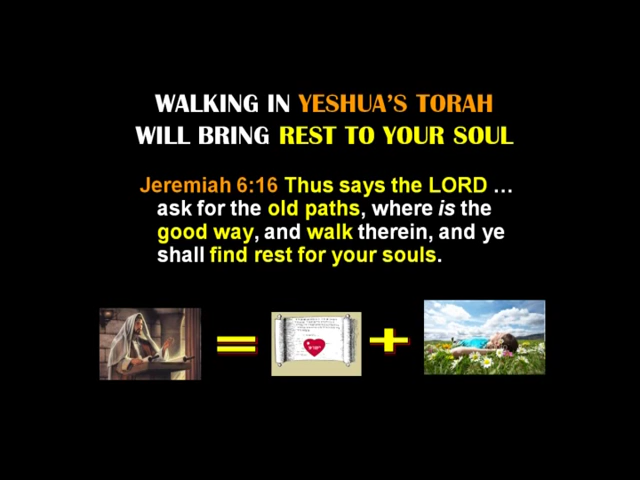 WALKING IN YESHUA'S TORAH
WILL BRING REST TO YOUR SOUL
Jeremiah 6:16 Thus says the LORD …
ask for the old paths, where is the
good way, and walk therein, and ye
shall find rest for your souls.
= +